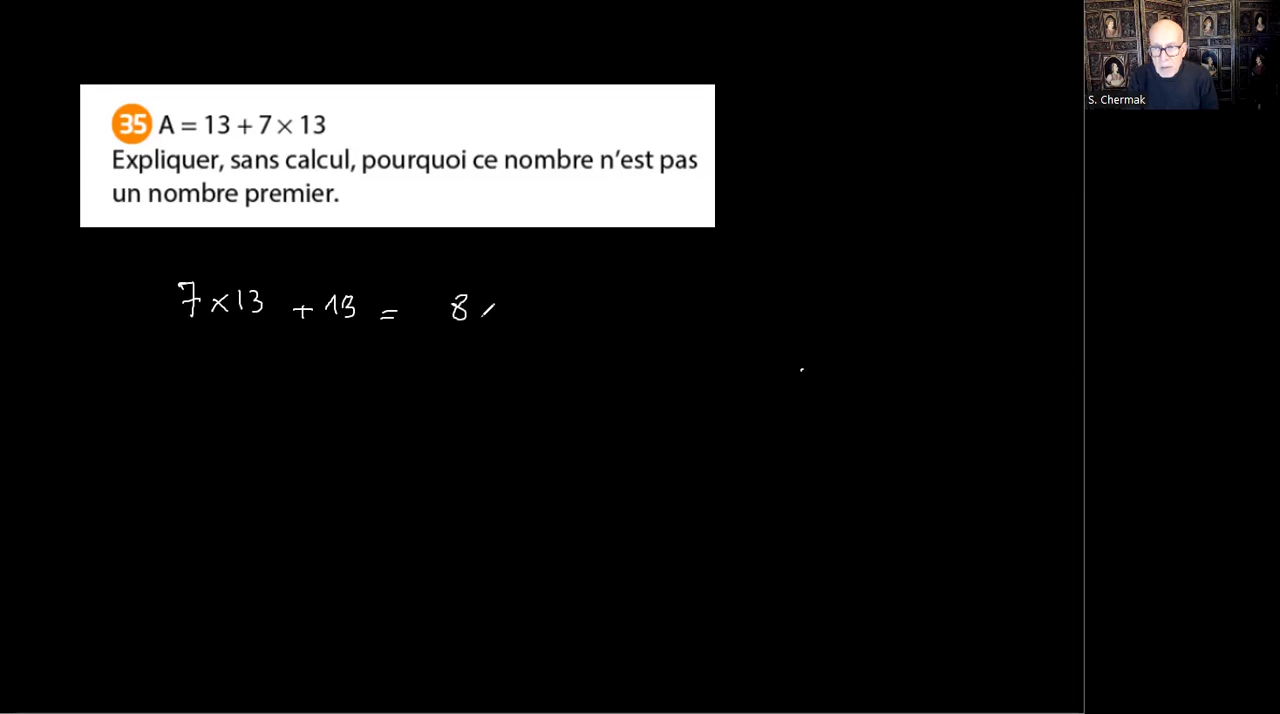 35 A = 13 + 7 × 13
Expliquer, sans calcul, pourquoi ce nombre n'est pas
un nombre premier.
7 × 13 + 13 = 8
S. Chermak